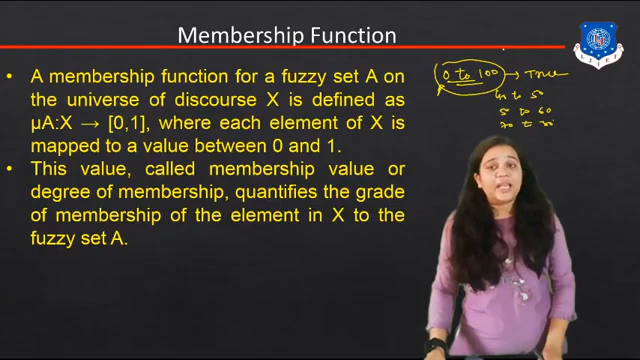 Membership Function
• A membership function for a fuzzy set A on
the universe of discourse X is defined as
μA:X → [0,1], where each element of X is
mapped to a value between 0 and 1.
• This value, called membership value or
degree of membership, quantifies the grade
of membership of the element in X to the
fuzzy set A.
0 to 100 → True
to 50
50 to 60
70 to